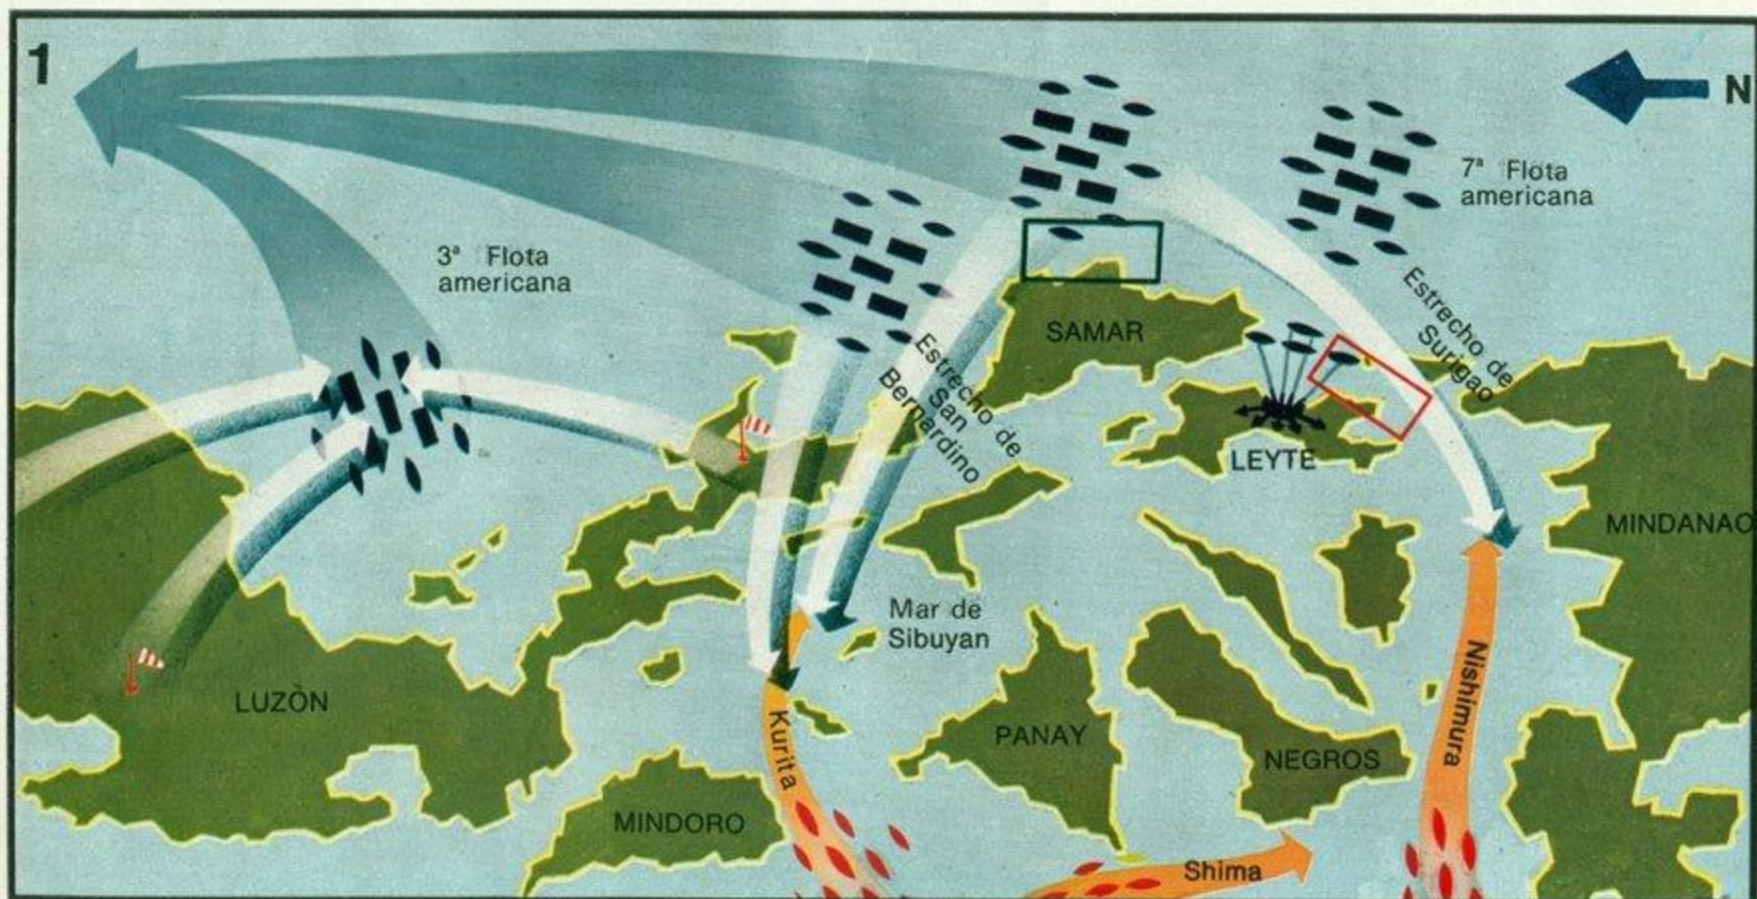 1
N
7ª Flota
americana
3ª Flota
americana
Estrecho de
Surigao
SAMAR
Estrecho de
San
Bernardino
LEYTE
MINDANAO
Mar de
Sibuyan
LUZÒN
Kurita
PANAY
Nishimura
NEGROS
MINDORO
Shima